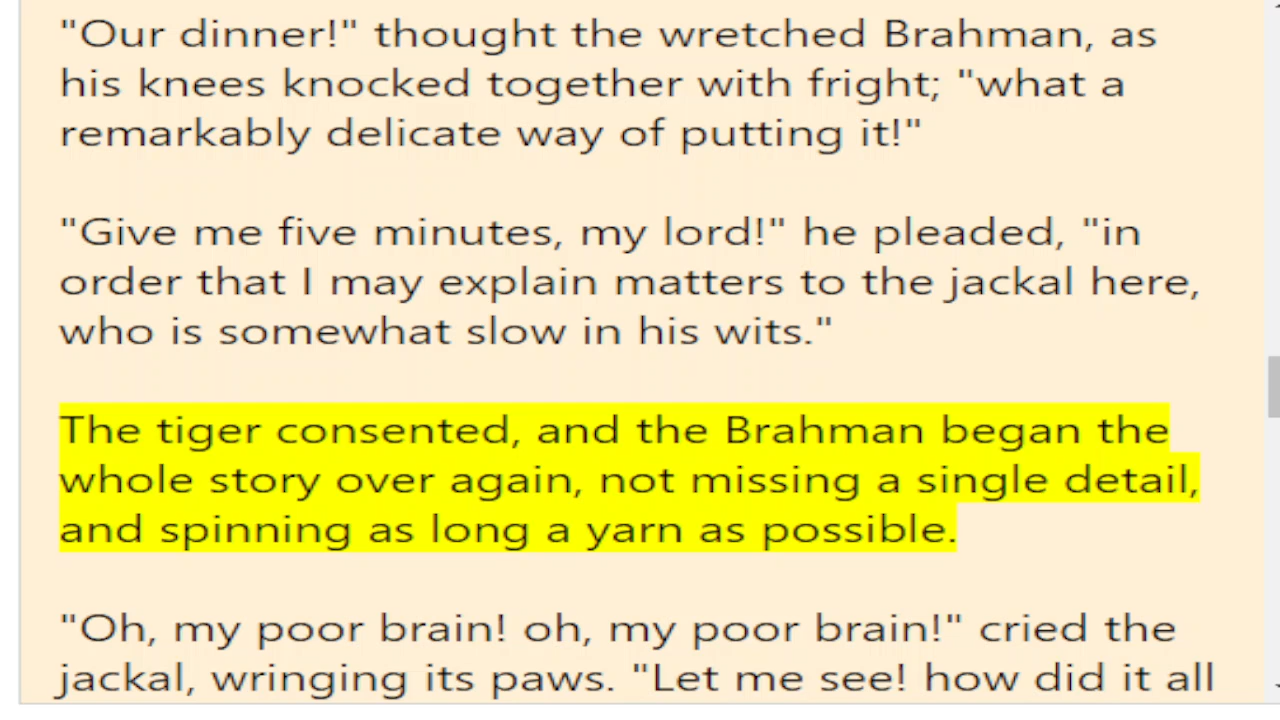 "Our dinner!" thought the wretched Brahman, as
his knees knocked together with fright; "what a
remarkably delicate way of putting it!"
"Give me five minutes, my lord!" he pleaded, "in
order that I may explain matters to the jackal here,
who is somewhat slow in his wits."
The tiger consented, and the Brahman began the
whole story over again, not missing a single detail,
and spinning as long a yarn as possible.
"Oh, my poor brain! oh, my poor brain!" cried the
jackal, wringing its paws. "Let me see! how did it all